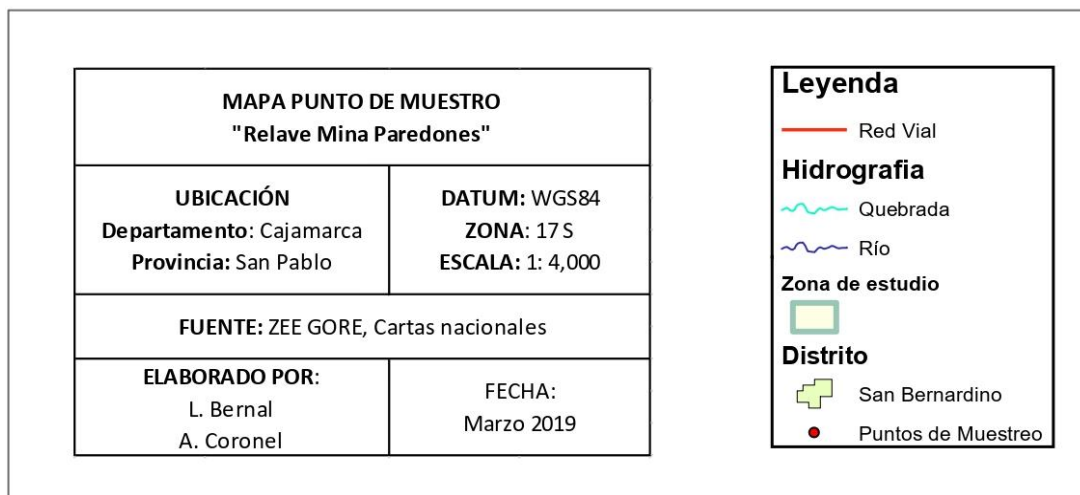 MAPA PUNTO DE MUESTRO
"Relave Mina Paredones"
UBICACIÓN
Departamento: Cajamarca
Provincia: San Pablo
DATUM: WGS84
ZONA: 17 S
ESCALA: 1: 4,000
FUENTE: ZEE GORE, Cartas nacionales
ELABORADO POR:
L. Bernal
A. Coronel
FECHA:
Marzo 2019
Leyenda
Red Vial
Hidrografia
Quebrada
Río
Zona de estudio
Distrito
San Bernardino
Puntos de Muestreo